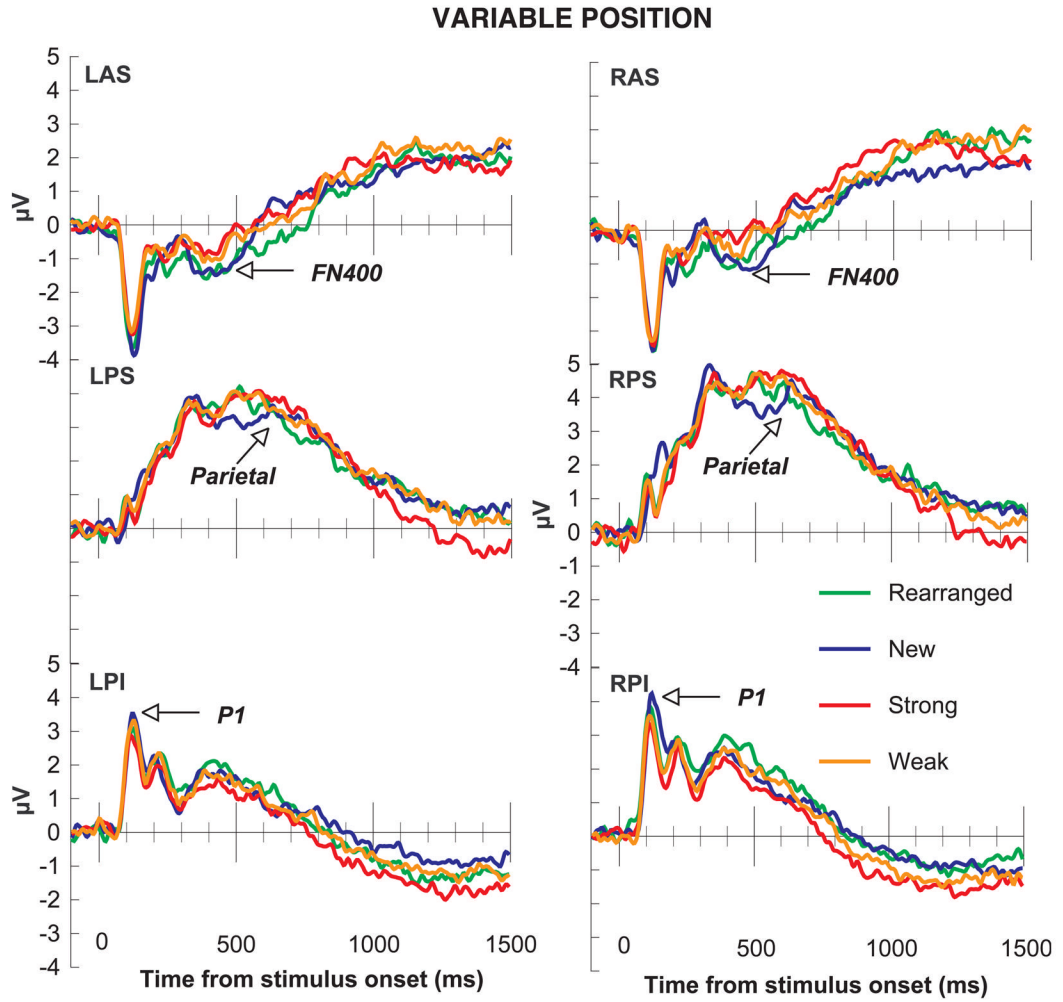 VARIABLE POSITION
5
4
3
2
1
0
-1
-2
-3
-4
µV
LAS
FN400
RAS
FN400
LPS
Parietal
5
4
3
2
1
0
-1
-2
-3
-4
µV
RPS
Parietal
Rearranged
New
Strong
Weak
5
4
3
2
1
0
-1
-2
-3
-4
µV
LPI
P1
RPI
P1
0 500 1000 1500
0 500 1000 1500
Time from stimulus onset (ms)
Time from stimulus onset (ms)